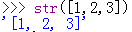 >>> str([1,2,3])
'[1, 2, 3]'